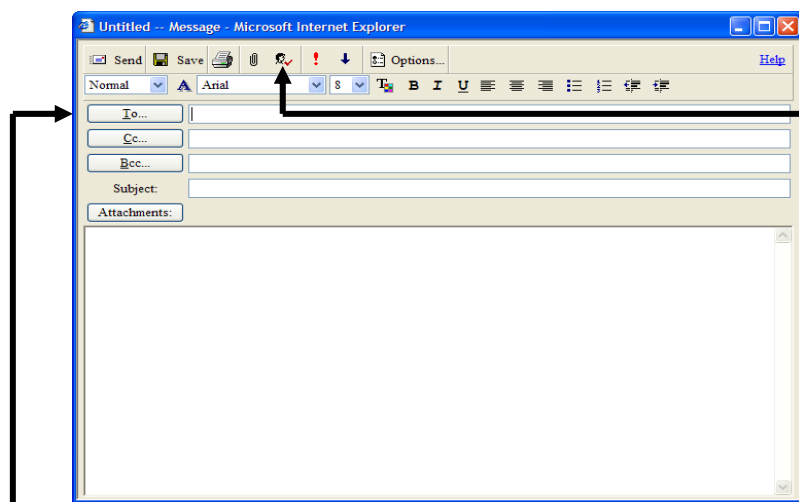 Untitled -- Message - Microsoft Internet Explorer
Send Save ! Options... Help
Normal A Arial 8 B I U
To...
Cc...
Bcc...
Subject:
Attachments: